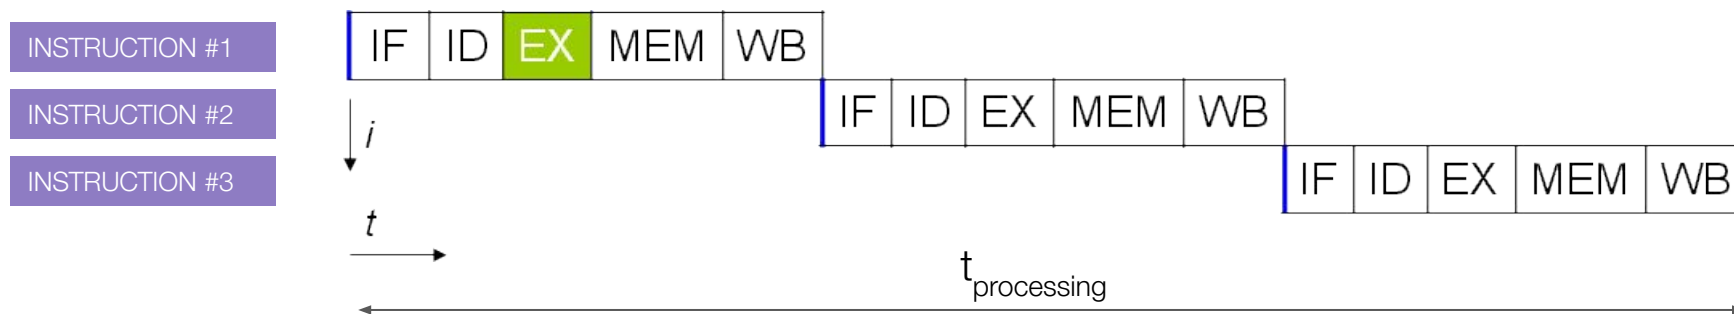 INSTRUCTION #1 IF ID EX MEM WB
INSTRUCTION #2 IF ID EX MEM WB
i
INSTRUCTION #3 IF ID EX MEM WB
t
tprocessing